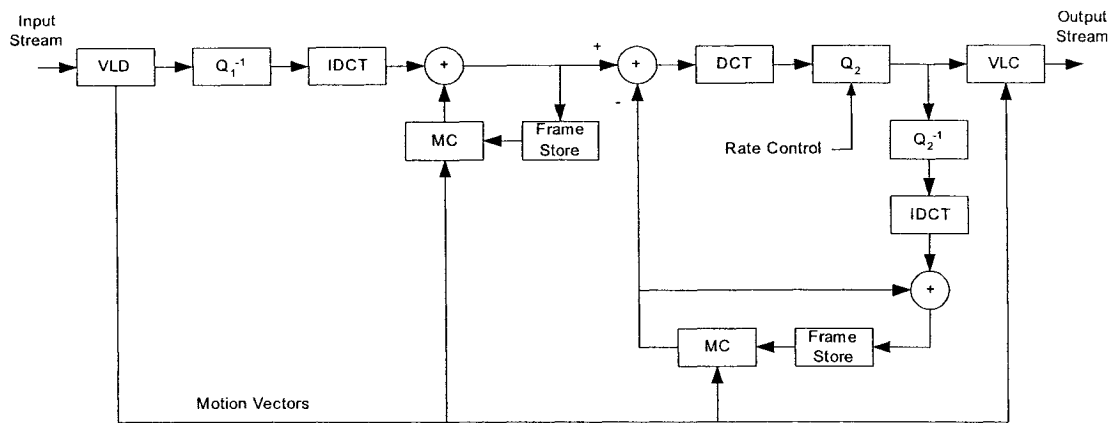 Input
Stream
Output
Stream
VLD
Q₁⁻¹
IDCT
+
+
+
-
DCT
Q₂
VLC
MC
Frame
Store
Rate Control
Q₂⁻¹
IDCT
+
MC
Frame
Store
Motion Vectors